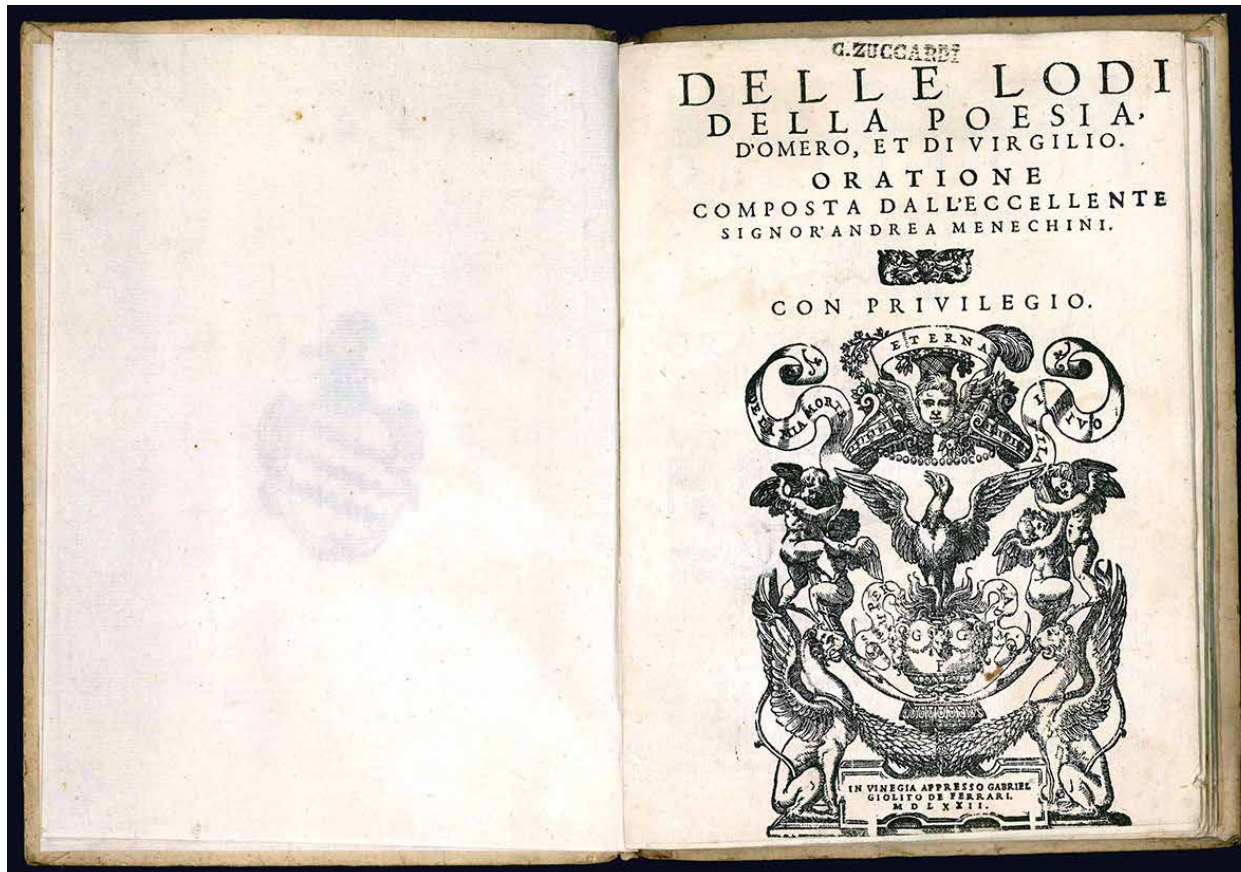 G. ZUCCARDI
DELLE LODI
DELLA POESIA,
D'OMERO, ET DI VIRGILIO.
ORATIONE
COMPOSTA DALL'ECCELLENTE
SIGNOR' ANDREA MENECHINI.
CON PRIVILEGIO.
ETERNA
DE LA MIA MORTE
VIVO
I
G G
IN VINEGIA APPRESSO GABRIEL
GIOLITO DE FERRARI.
MDLXXII.